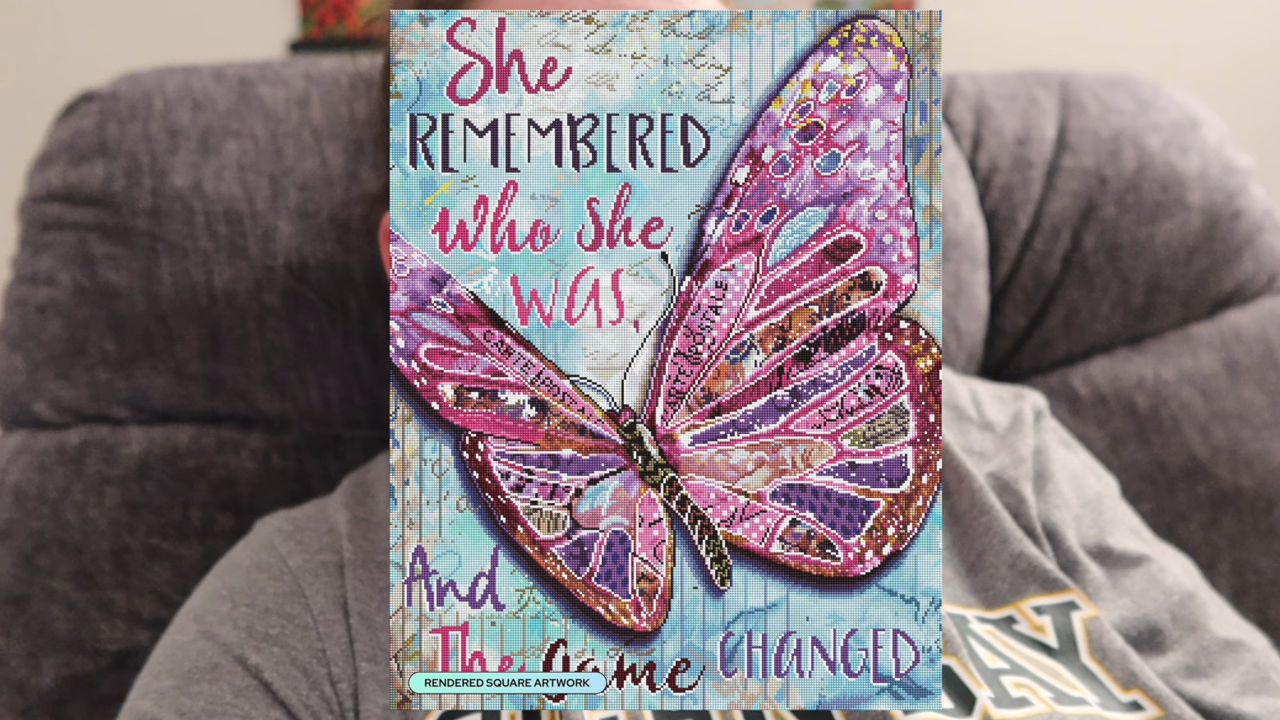 She
REMEMBERED
who she
was,
And
The Game CHANGED
RENDERED SQUARE ARTWORK